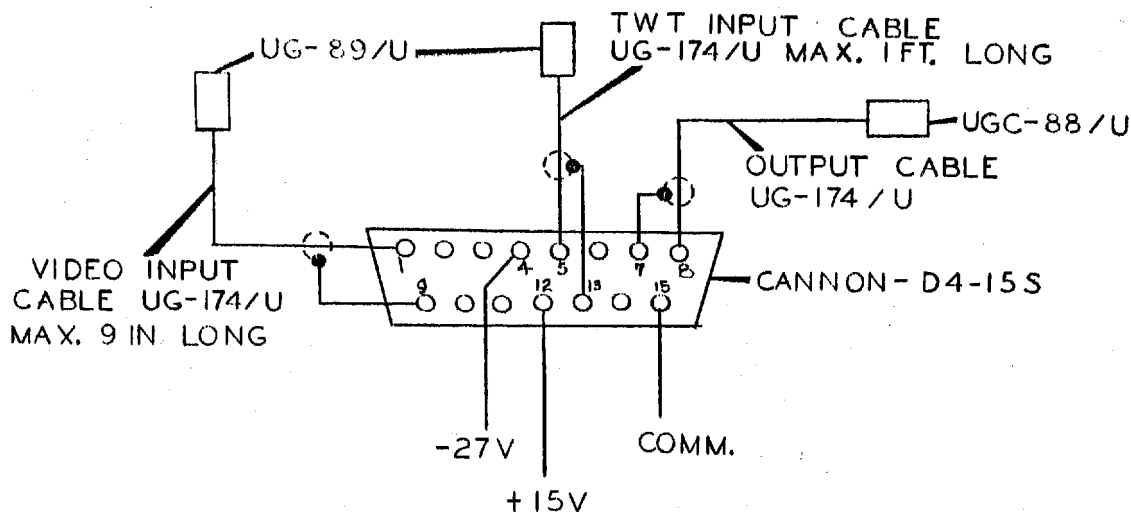 UG-89/U
TWT INPUT CABLE
UG-174/U MAX. 1FT. LONG
UGC-88/U
OUTPUT CABLE
UG-174/U
VIDEO INPUT
CABLE UG-174/U
MAX. 9 IN LONG
1 4 5 7 8
9 12 13 15
CANNON-D4-15S
-27V
COMM.
+15V